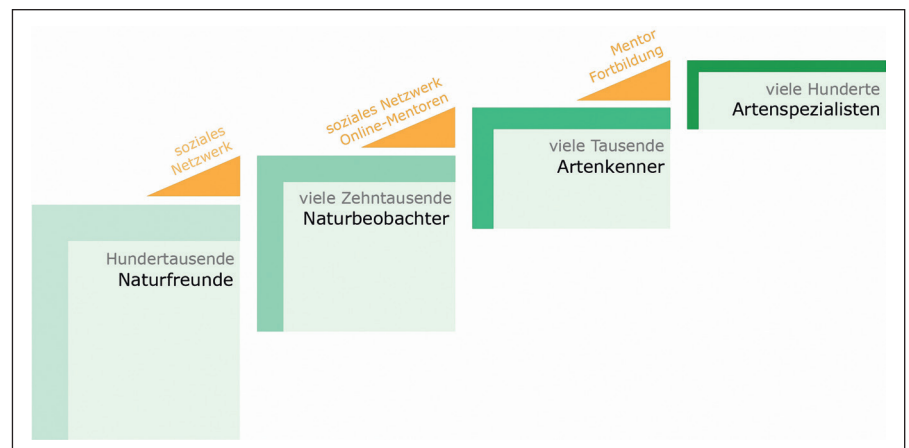 soziales
Netzwerk
Hundertausende
Naturfreunde
soziales Netzwerk
Online-Mentoren
viele Zehntausende
Naturbeobachter
Mentor
Fortbildung
viele Tausende
Artenkenner
viele Hunderte
Artenspezialisten